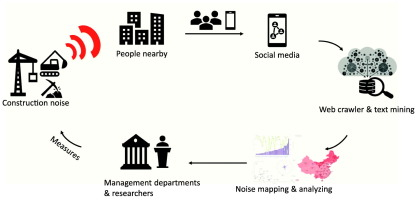 People nearby
Social media
Construction noise
Web crawler & text mining
Measures
Management departments
& researchers
Noise mapping & analyzing